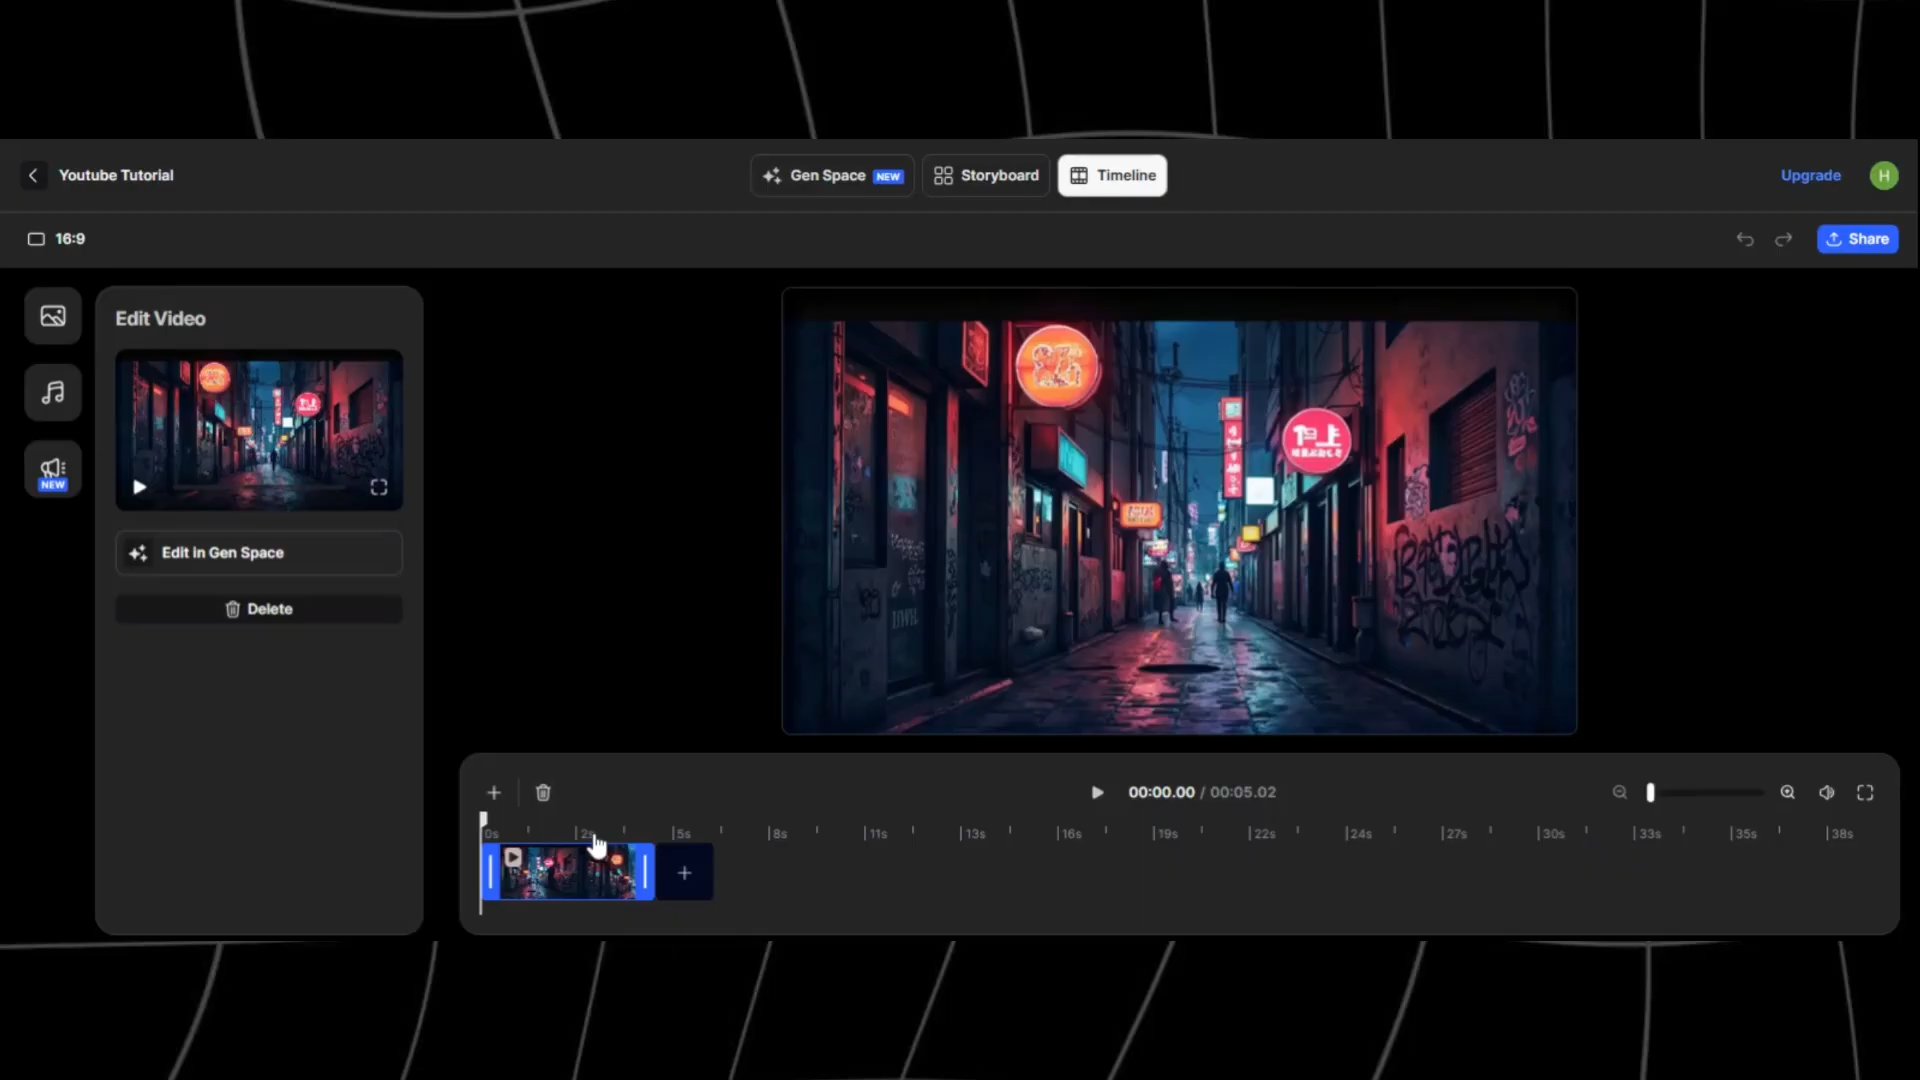 Youtube Tutorial
Gen Space NEW
Storyboard
Timeline
Upgrade
H
16:9
Share
Edit Video
NEW
Edit in Gen Space
Delete
00:00.00 / 00:05.02
0s 2s 5s 8s 11s 13s 16s 19s 22s 24s 27s 30s 33s 35s 38s